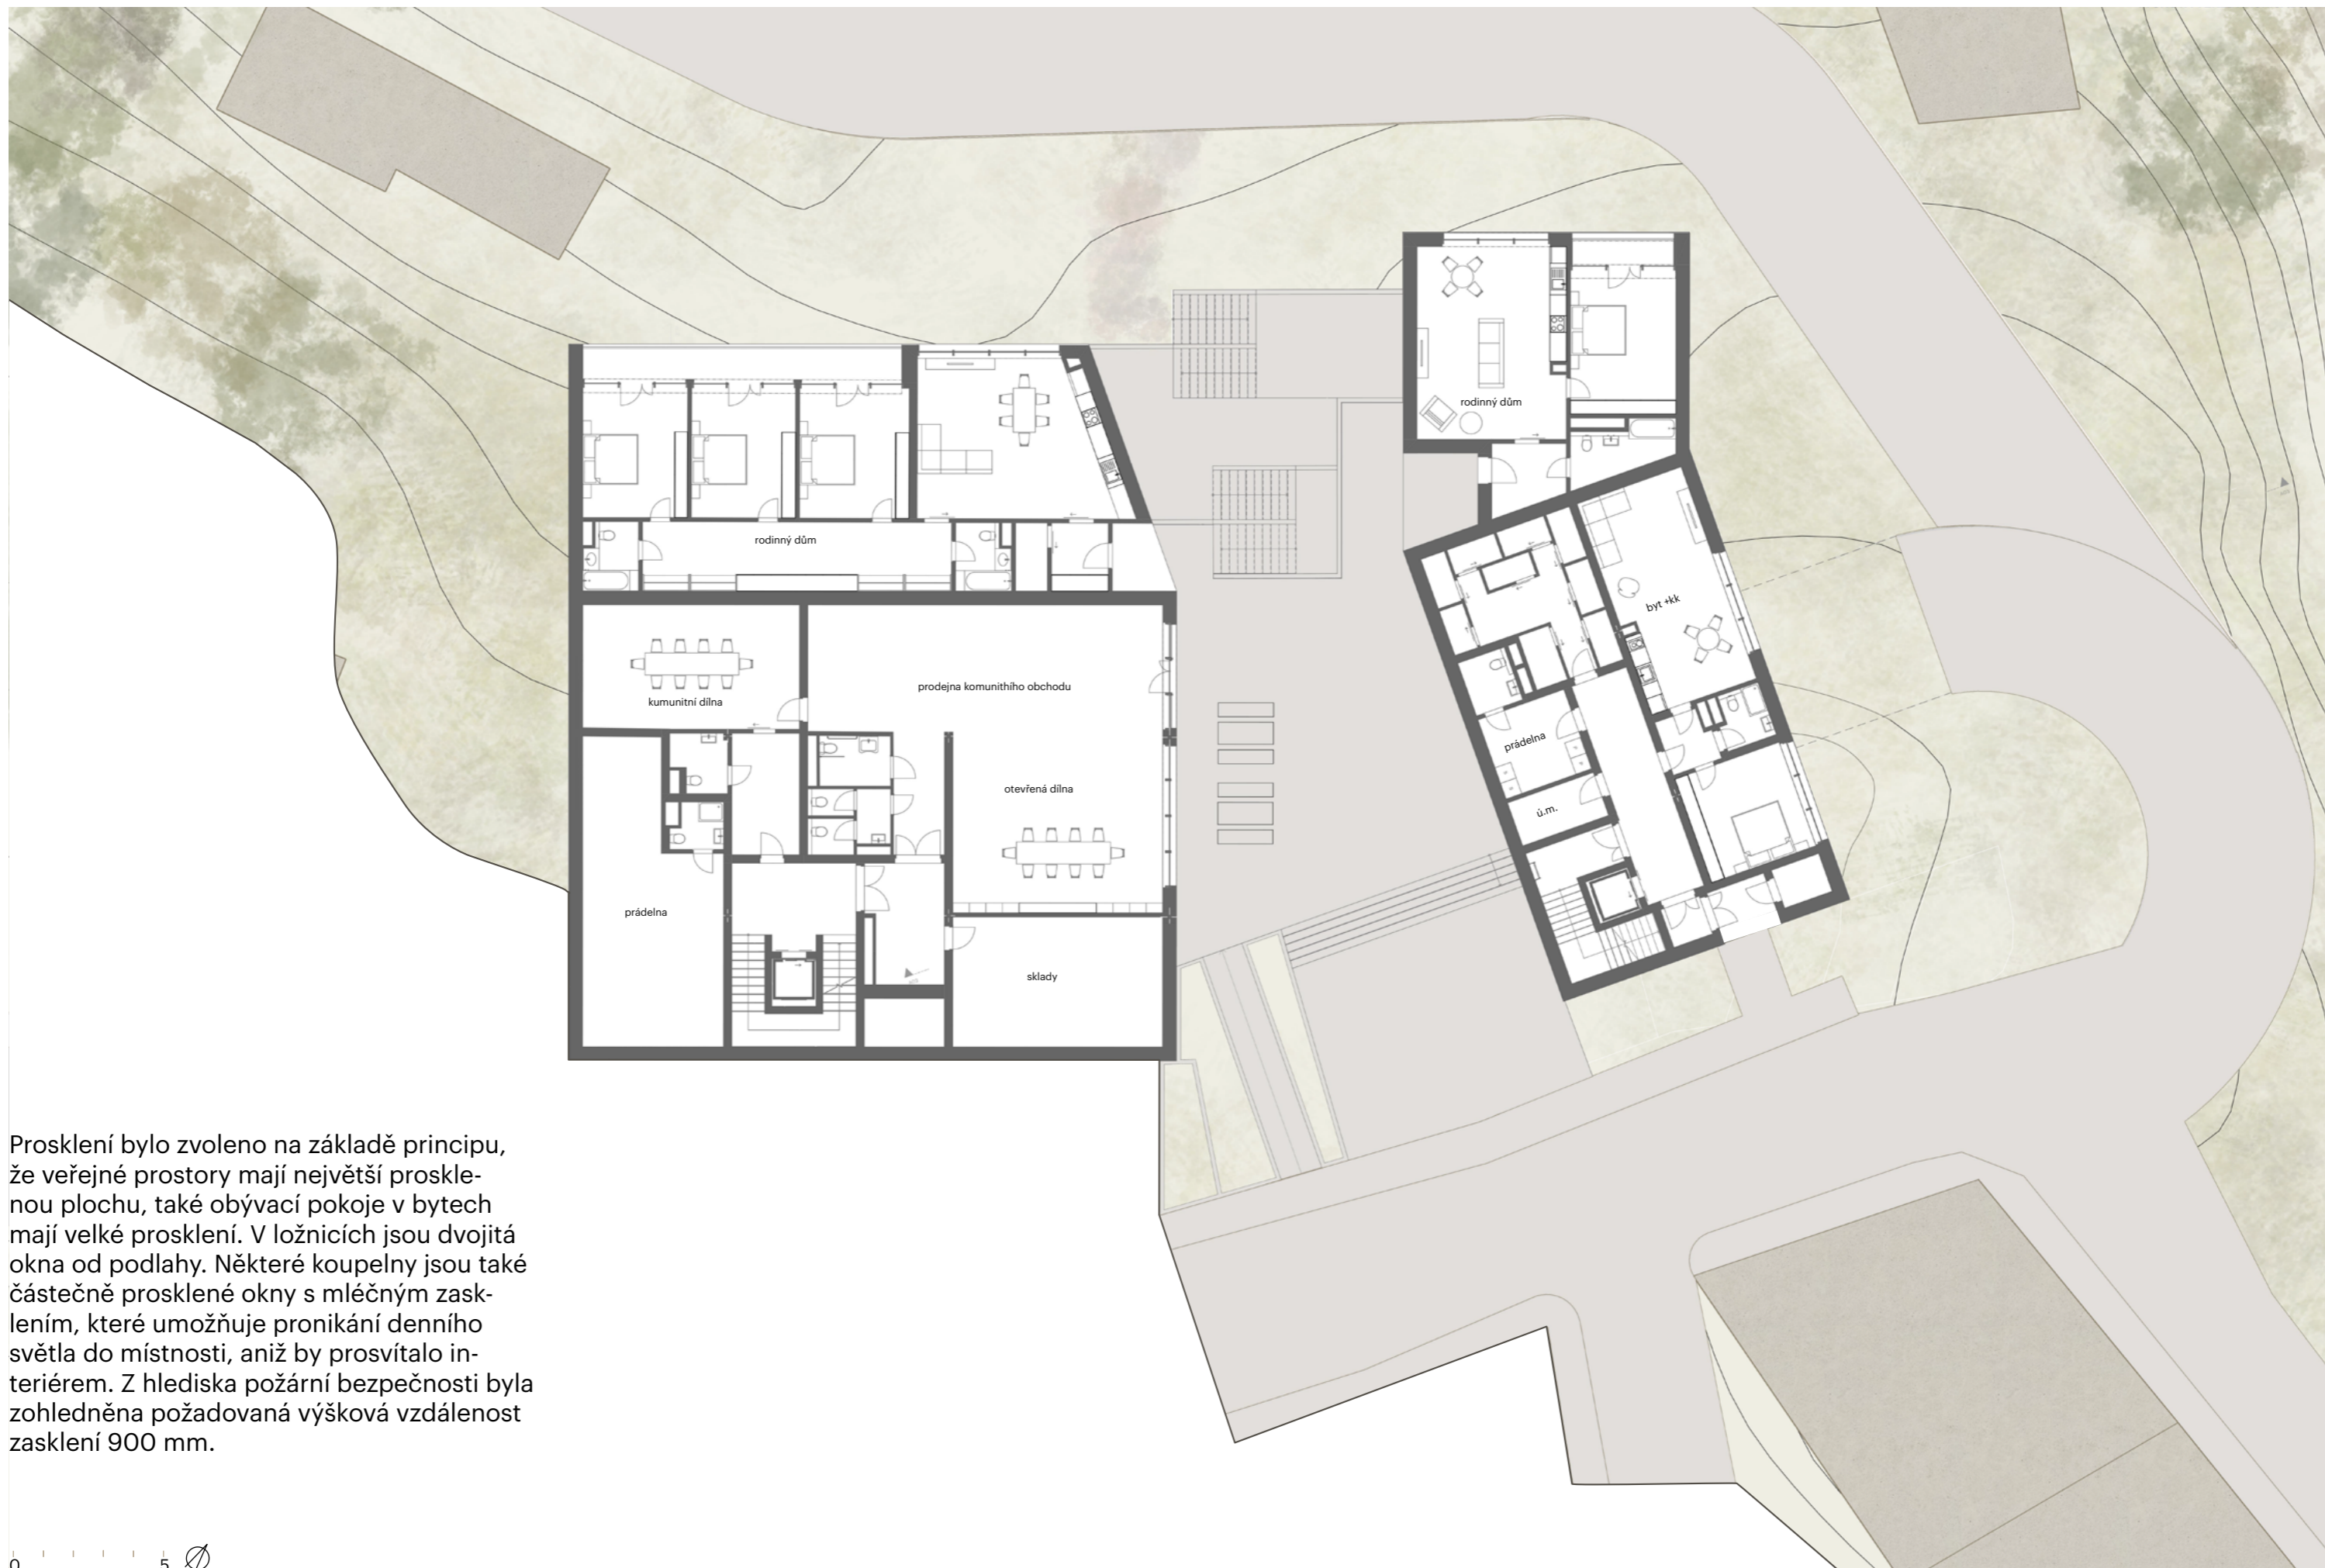 rodinný dům
rodinný dům
byt +kk
kumunitní dílna
prodejna komunithího obchodu
prádelna
otevřená dílna
ú.m.
prádelna
sklady
Prosklení bylo zvoleno na základě principu,
že veřejné prostory mají největší proskle-
nou plochu, také obývací pokoje v bytech
mají velké prosklení. V ložnicích jsou dvojitá
okna od podlahy. Některé koupelny jsou také
částečně prosklené okny s mléčným zask-
lením, které umožňuje pronikání denního
světla do místnosti, aniž by prosvítalo in-
teriérem. Z hlediska požární bezpečnosti byla
zohledněna požadovaná výšková vzdálenost
zasklení 900 mm.
0 5